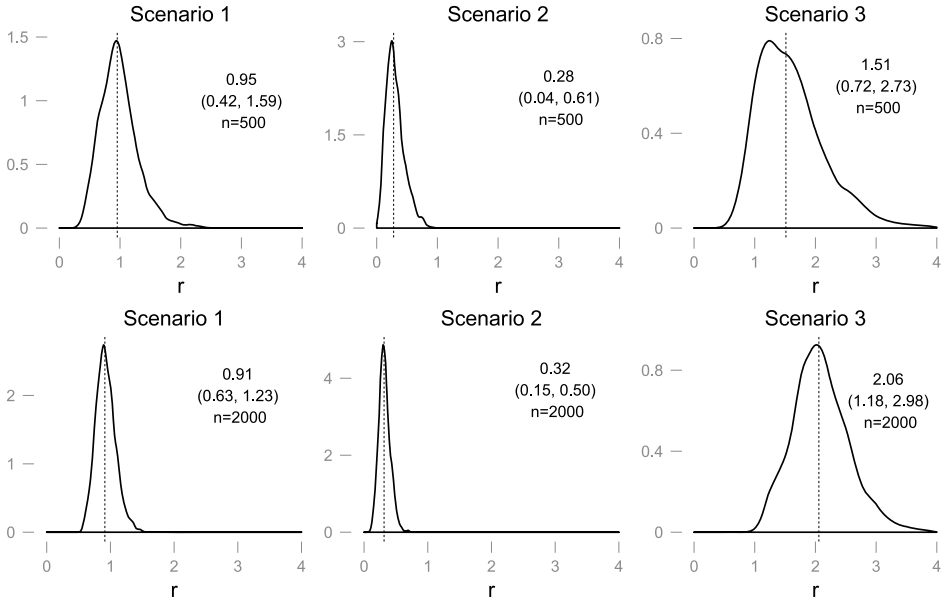 Scenario 1
1.5
1
0.5
0
0.95
(0.42, 1.59)
n=500
0 1 2 3 4
r
Scenario 2
3
1.5
0
0.28
(0.04, 0.61)
n=500
0 1 2 3 4
r
Scenario 3
0.8
0.4
0
1.51
(0.72, 2.73)
n=500
0 1 2 3 4
r
Scenario 1
2
1
0
0.91
(0.63, 1.23)
n=2000
0 1 2 3 4
r
Scenario 2
4
2
0
0.32
(0.15, 0.50)
n=2000
0 1 2 3 4
r
Scenario 3
0.8
0.4
0
2.06
(1.18, 2.98)
n=2000
0 1 2 3 4
r